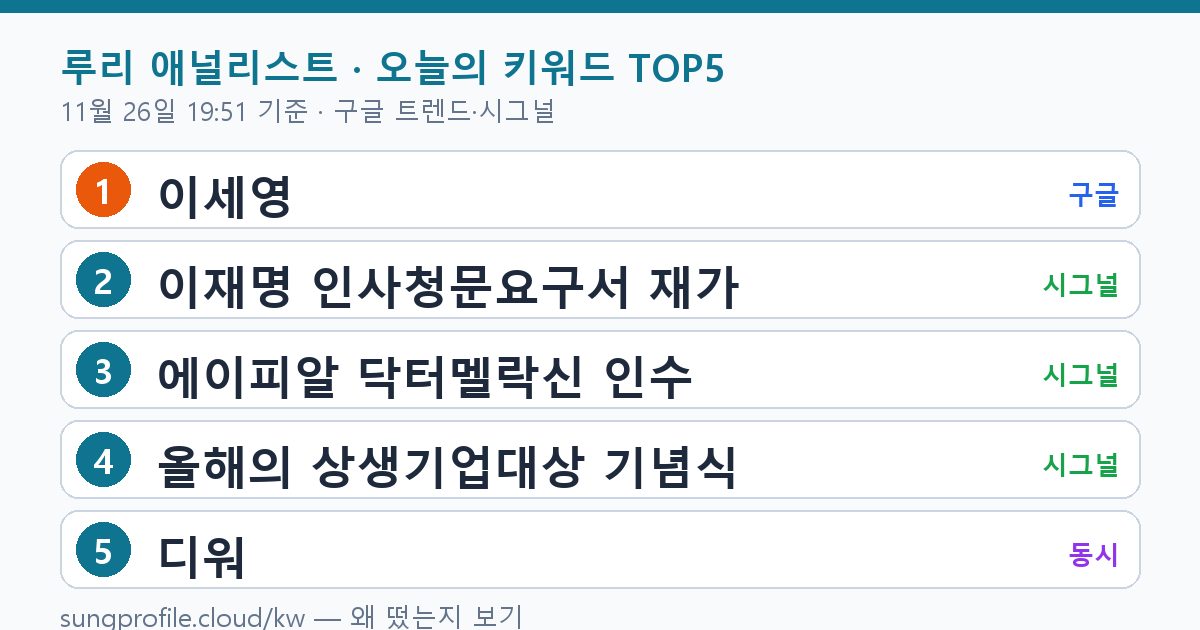 루리 애널리스트 · 오늘의 키워드 TOP5
11월 26일 19:51 기준 · 구글 트렌드·시그널
1 이세영 구글
2 이재명 인사청문요구서 재가 시그널
3 에이피알 닥터멜락신 인수 시그널
4 올해의 상생기업대상 기념식 시그널
5 디워 동시
sungprofile.cloud/kw — 왜 떴는지 보기